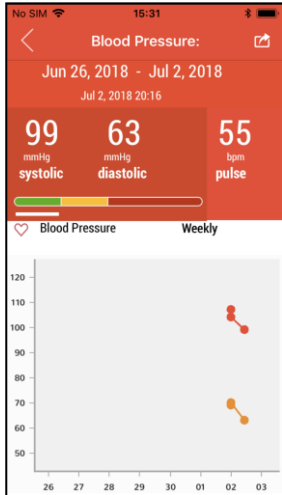 No SIM 15:31
Blood Pressure:
Jun 26, 2018 - Jul 2, 2018
Jul 2, 2018 20:16
99 63 55
mmHg mmHg bpm
systolic diastolic pulse
Blood Pressure Weekly
120
110
100
90
80
70
60
50
26 27 28 29 30 01 02 03